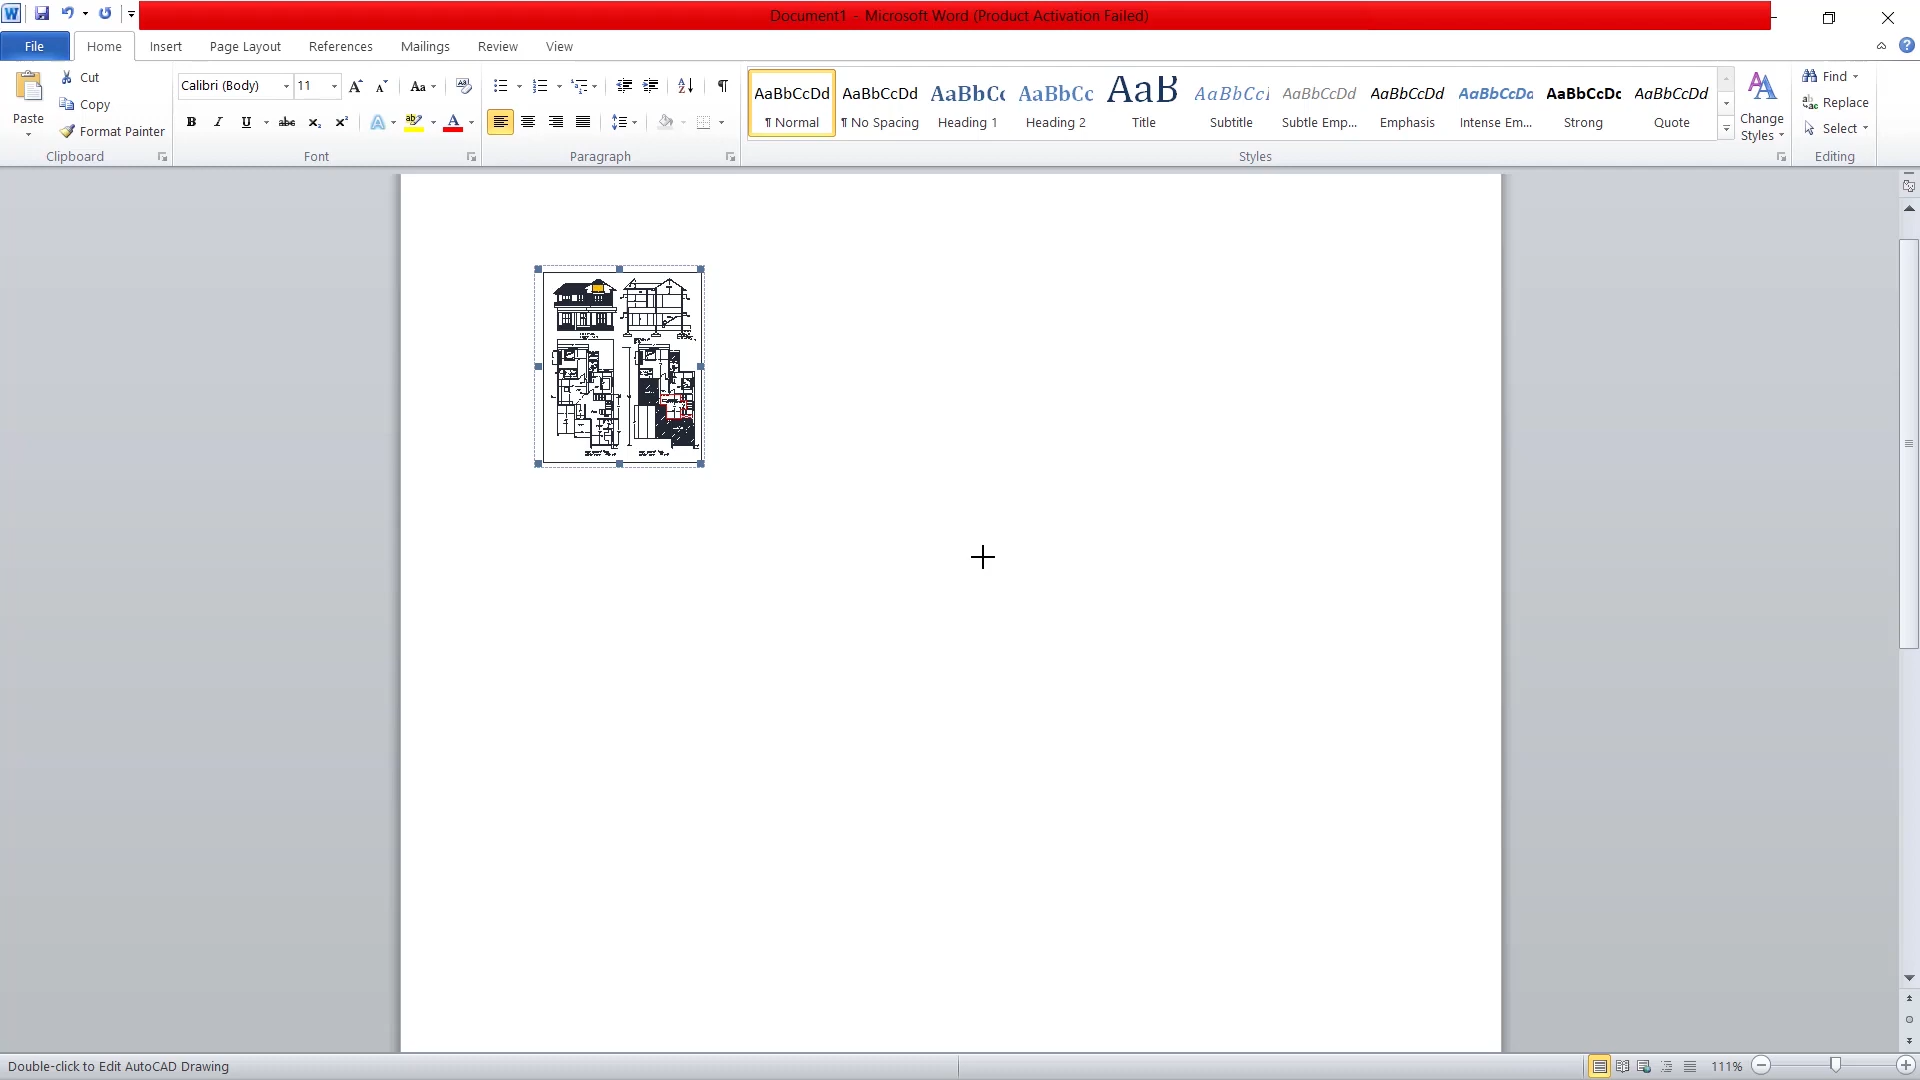 Document1 - Microsoft Word (Product Activation Failed)
File Home Insert Page Layout References Mailings Review View
Paste
Cut
Copy
Format Painter
Clipboard
Calibri (Body) 11
Font
Paragraph
AaBbCcDd AaBbCcDd AaBbCc AaBbCc AaB AaBbCcI AaBbCcDd AaBbCcDd AaBbCcDd AaBbCcDc AaBbCcDd
¶ Normal ¶ No Spacing Heading 1 Heading 2 Title Subtitle Subtle Emp... Emphasis Intense Em... Strong Quote
Styles
Change
Styles
Find
Replace
Select
Editing
Double-click to Edit AutoCAD Drawing
111%